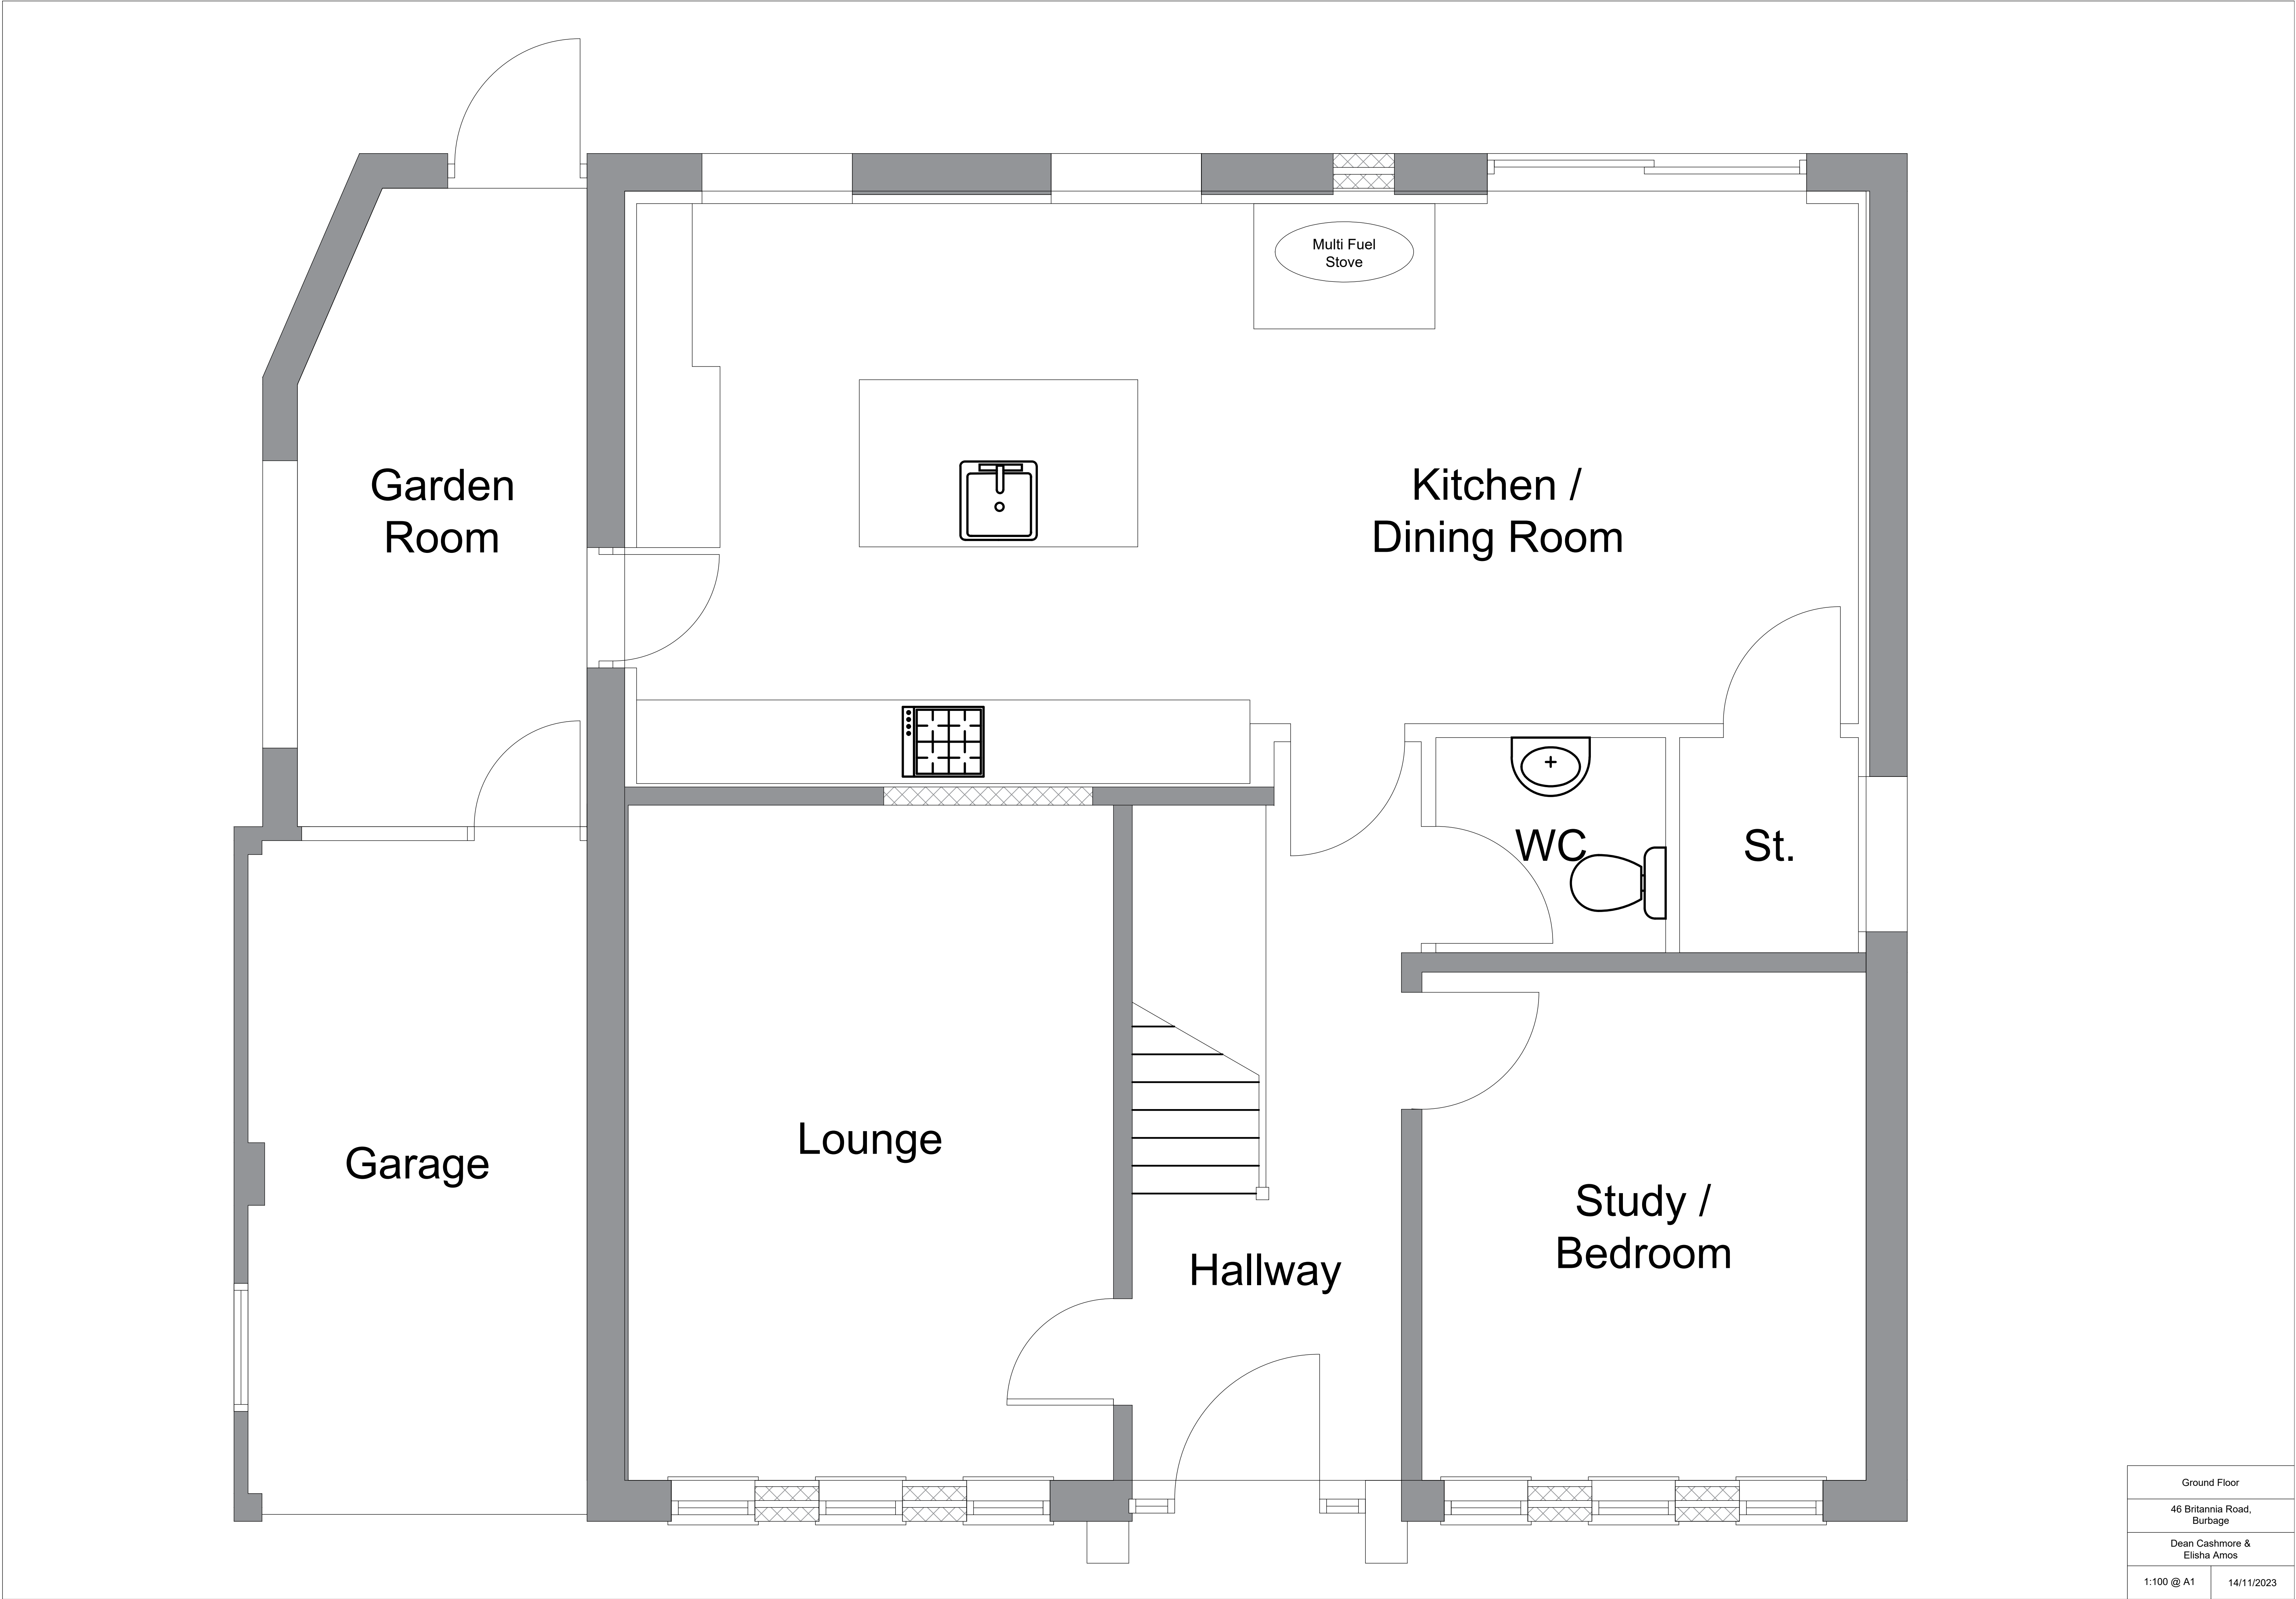 Multi Fuel
Stove
Garden
Room
Kitchen /
Dining Room
WC
St.
Garage
Lounge
Study /
Bedroom
Hallway
Ground Floor
46 Britannia Road,
Burbage
Dean Cashmore &
Elisha Amos
1:100 @ A1
14/11/2023